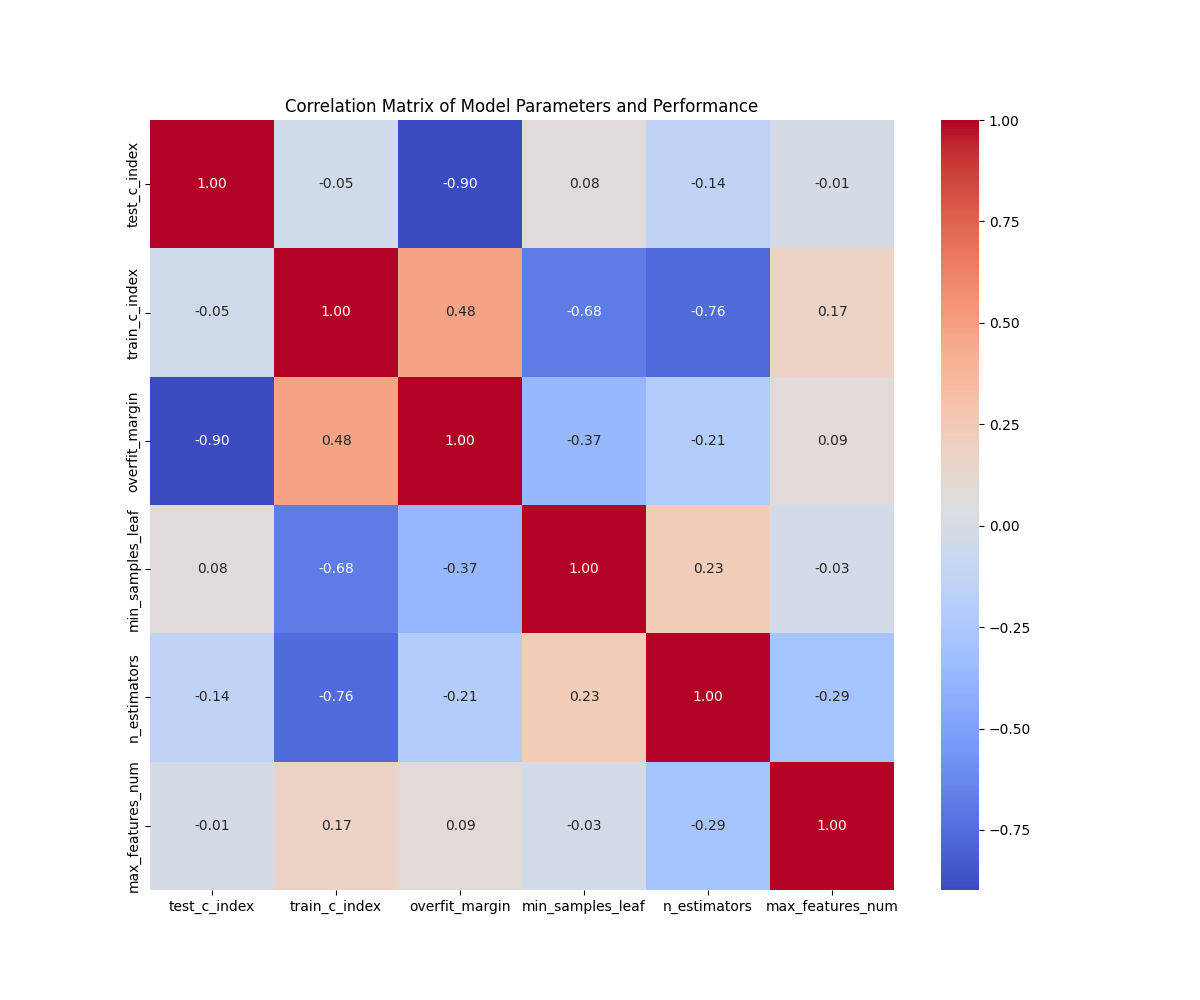 Correlation Matrix of Model Parameters and Performance
test_c_index 1.00 -0.05 -0.90 0.08 -0.14 -0.01
train_c_index -0.05 1.00 0.48 -0.68 -0.76 0.17
overfit_margin -0.90 0.48 1.00 -0.37 -0.21 0.09
min_samples_leaf 0.08 -0.68 -0.37 1.00 0.23 -0.03
n_estimators -0.14 -0.76 -0.21 0.23 1.00 -0.29
max_features_num -0.01 0.17 0.09 -0.03 -0.29 1.00
test_c_index train_c_index overfit_margin min_samples_leaf n_estimators max_features_num
1.00
0.75
0.50
0.25
0.00
−0.25
−0.50
−0.75